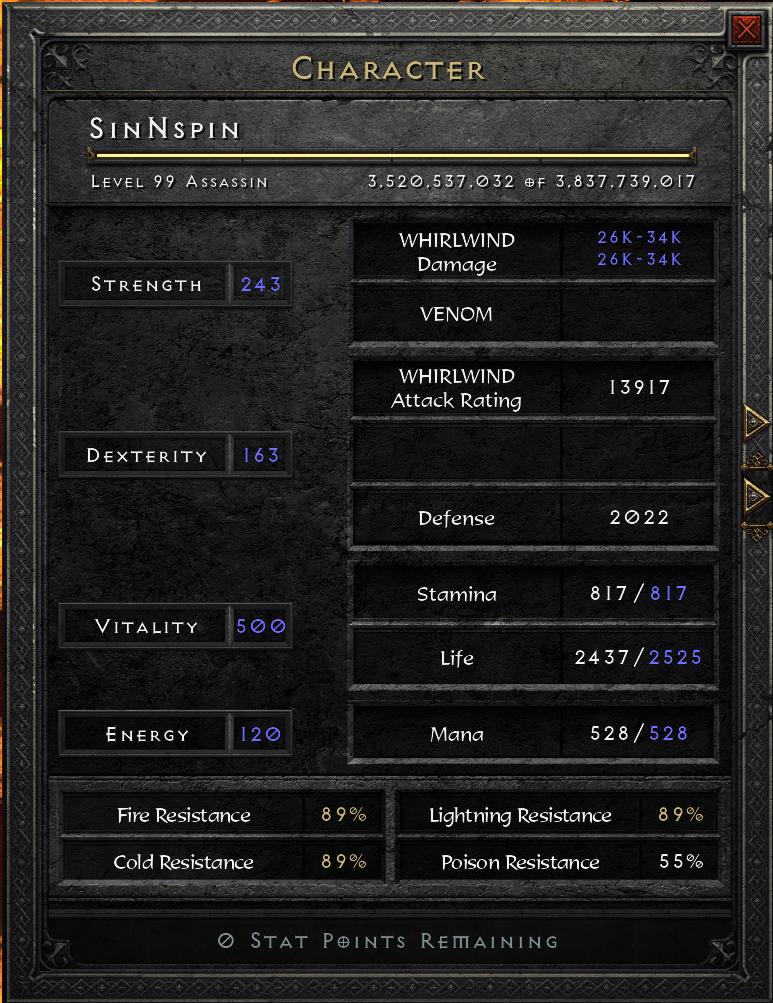 Character
SinNspin
Level 99 Assassin 3,520,537,032 of 3,837,739,017
Strength 243
WHIRLWIND 26K-34K
Damage 26K-34K
VENOM
WHIRLWIND
Attack Rating 13917
Dexterity 163
Defense 2022
Stamina 817/817
Vitality 500
Life 2437/2525
Energy 120
Mana 528/528
Fire Resistance 89% Lightning Resistance 89%
Cold Resistance 89% Poison Resistance 55%
0 Stat Points Remaining